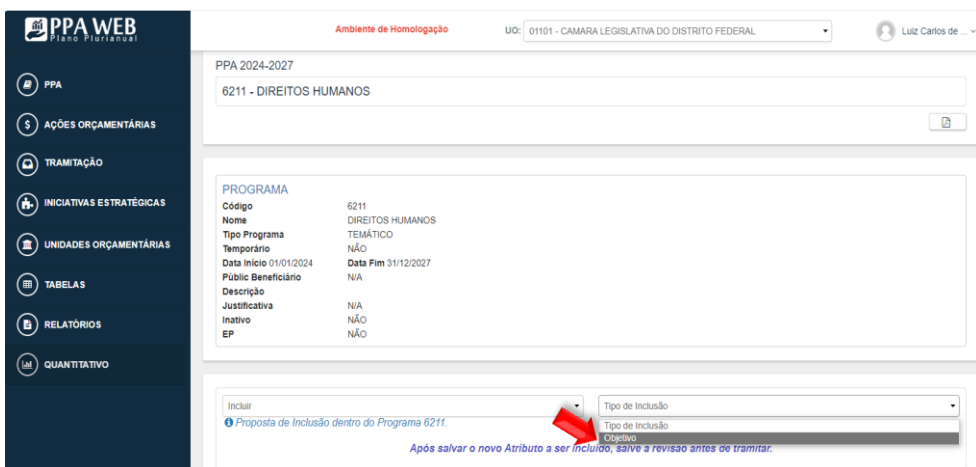 PPA WEB
Plano Plurianual
Ambiente de Homologação
UO: 01101 - CAMARA LEGISLATIVA DO DISTRITO FEDERAL
Luiz Carlos de ...
PPA
AÇÕES ORÇAMENTÁRIAS
TRAMITAÇÃO
INICIATIVAS ESTRATÉGICAS
UNIDADES ORÇAMENTÁRIAS
TABELAS
RELATÓRIOS
QUANTITATIVO
PPA 2024-2027
6211 - DIREITOS HUMANOS
PROGRAMA
Código 6211
Nome DIREITOS HUMANOS
Tipo Programa TEMÁTICO
Temporário NÃO
Data Início 01/01/2024 Data Fim 31/12/2027
Públic Beneficiário N/A
Descrição
Justificativa N/A
Inativo NÃO
EP NÃO
Incluir
Tipo de Inclusão
Proposta de Inclusão dentro do Programa 6211.
Tipo de Inclusão
Objetivo
Após salvar o novo Atributo a ser incluído, salve a revisão antes de tramitar.